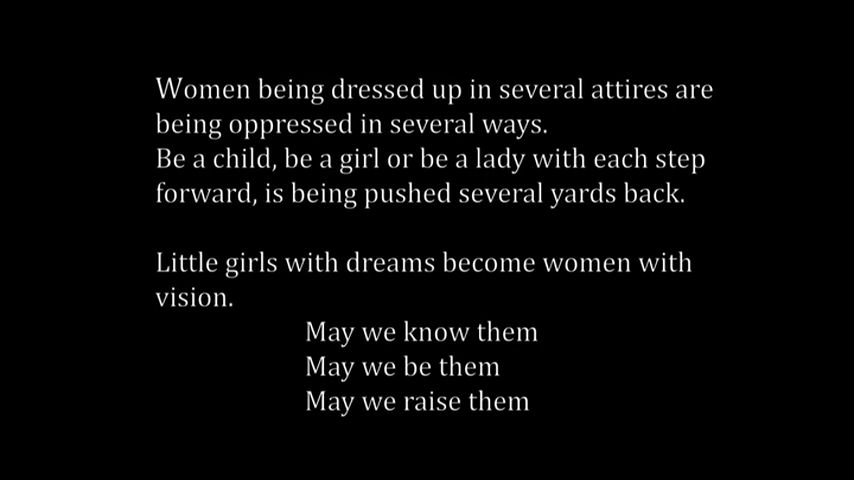 Women being dressed up in several attires are
being oppressed in several ways.
Be a child, be a girl or be a lady with each step
forward, is being pushed several yards back.
Little girls with dreams become women with
vision.
May we know them
May we be them
May we raise them